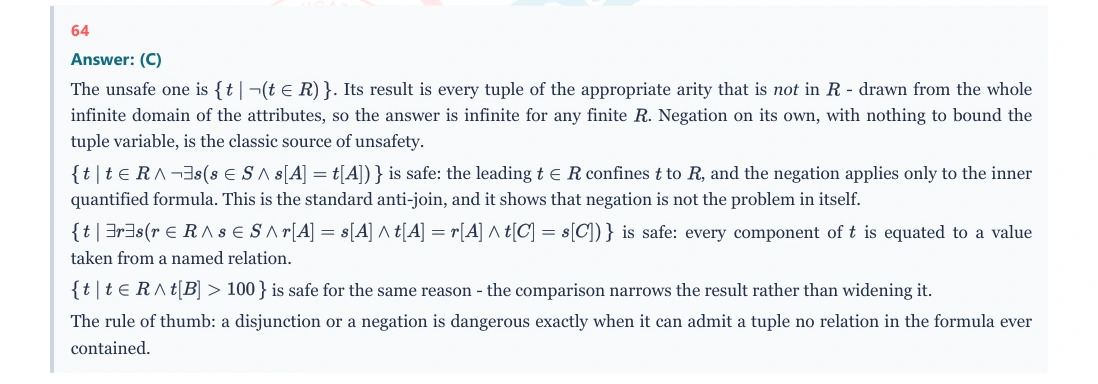 64
Answer: (C)
The unsafe one is { t | ¬(t ∈ R) }. Its result is every tuple of the appropriate arity that is not in R - drawn from the whole
infinite domain of the attributes, so the answer is infinite for any finite R. Negation on its own, with nothing to bound the
tuple variable, is the classic source of unsafety.
{ t | t ∈ R ∧ ¬∃s(s ∈ S ∧ s[A] = t[A]) } is safe: the leading t ∈ R confines t to R, and the negation applies only to the inner
quantified formula. This is the standard anti-join, and it shows that negation is not the problem in itself.
{ t | ∃r∃s(r ∈ R ∧ s ∈ S ∧ r[A] = s[A] ∧ t[A] = r[A] ∧ t[C] = s[C]) } is safe: every component of t is equated to a value
taken from a named relation.
{ t | t ∈ R ∧ t[B] > 100 } is safe for the same reason - the comparison narrows the result rather than widening it.
The rule of thumb: a disjunction or a negation is dangerous exactly when it can admit a tuple no relation in the formula ever
contained.